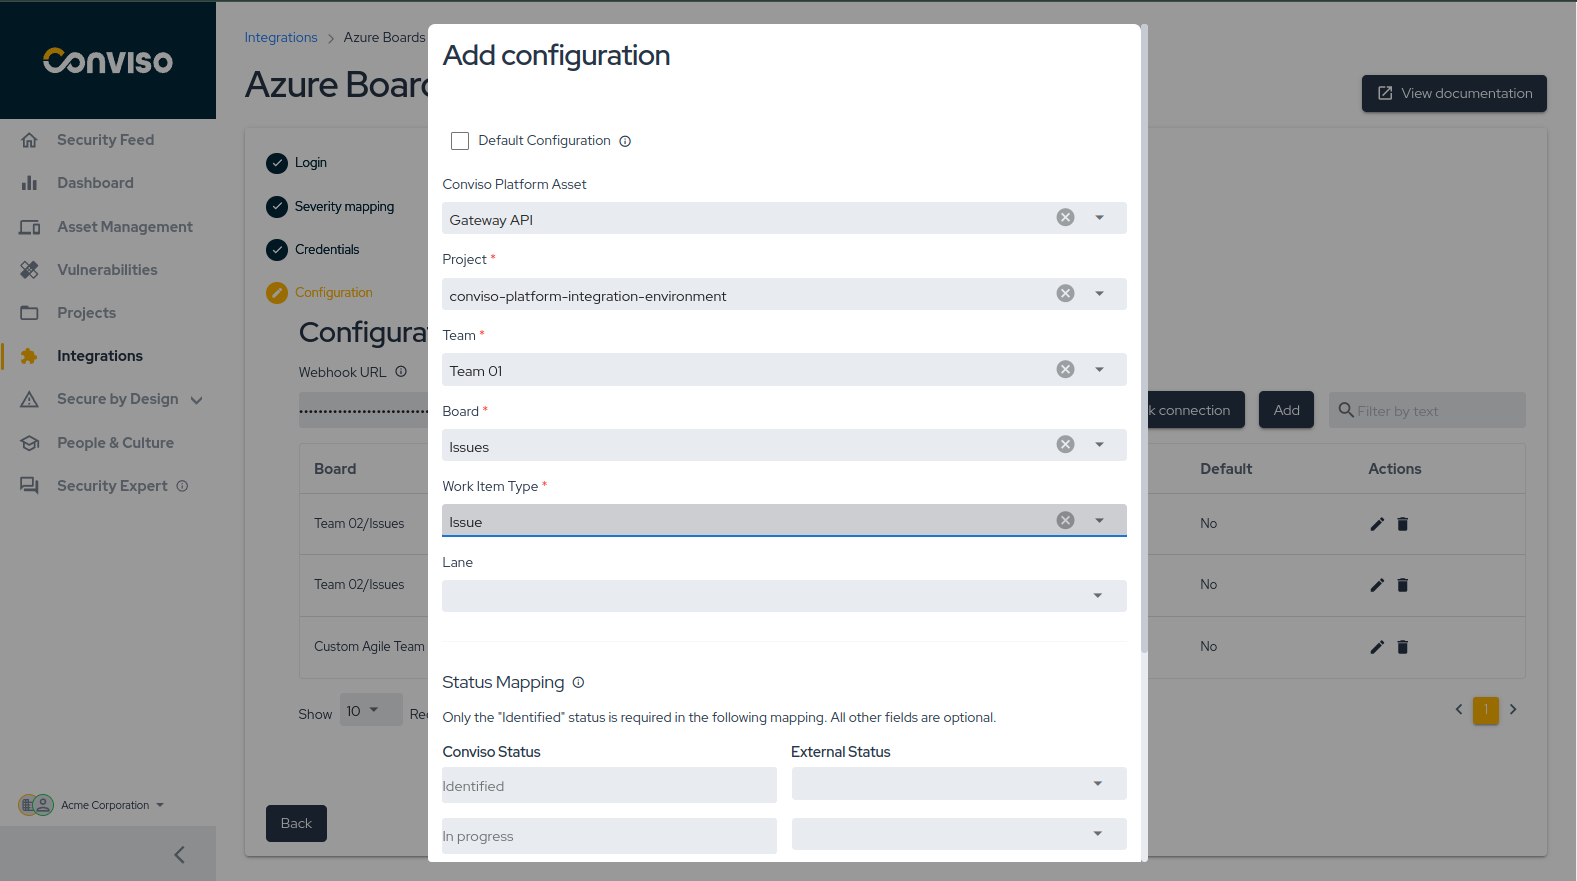 Conviso
Security Feed
Dashboard
Asset Management
Vulnerabilities
Projects
Integrations
Secure by Design
People & Culture
Security Expert
Acme Corporation
Integrations > Azure Boards
Azure Board
View documentation
Login
Severity mapping
Credentials
Configuration
Configura
Webhook URL
k connection
Add
Filter by text
Board
Default
Actions
Team 02/Issues
No
Team 02/Issues
No
Custom Agile Team
No
Show 10 Rec
1
Back
Add configuration
Default Configuration
Conviso Platform Asset
Gateway API
Project *
conviso-platform-integration-environment
Team *
Team 01
Board *
Issues
Work Item Type *
Issue
Lane
Status Mapping
Only the "Identified" status is required in the following mapping. All other fields are optional.
Conviso Status External Status
Identified
In progress